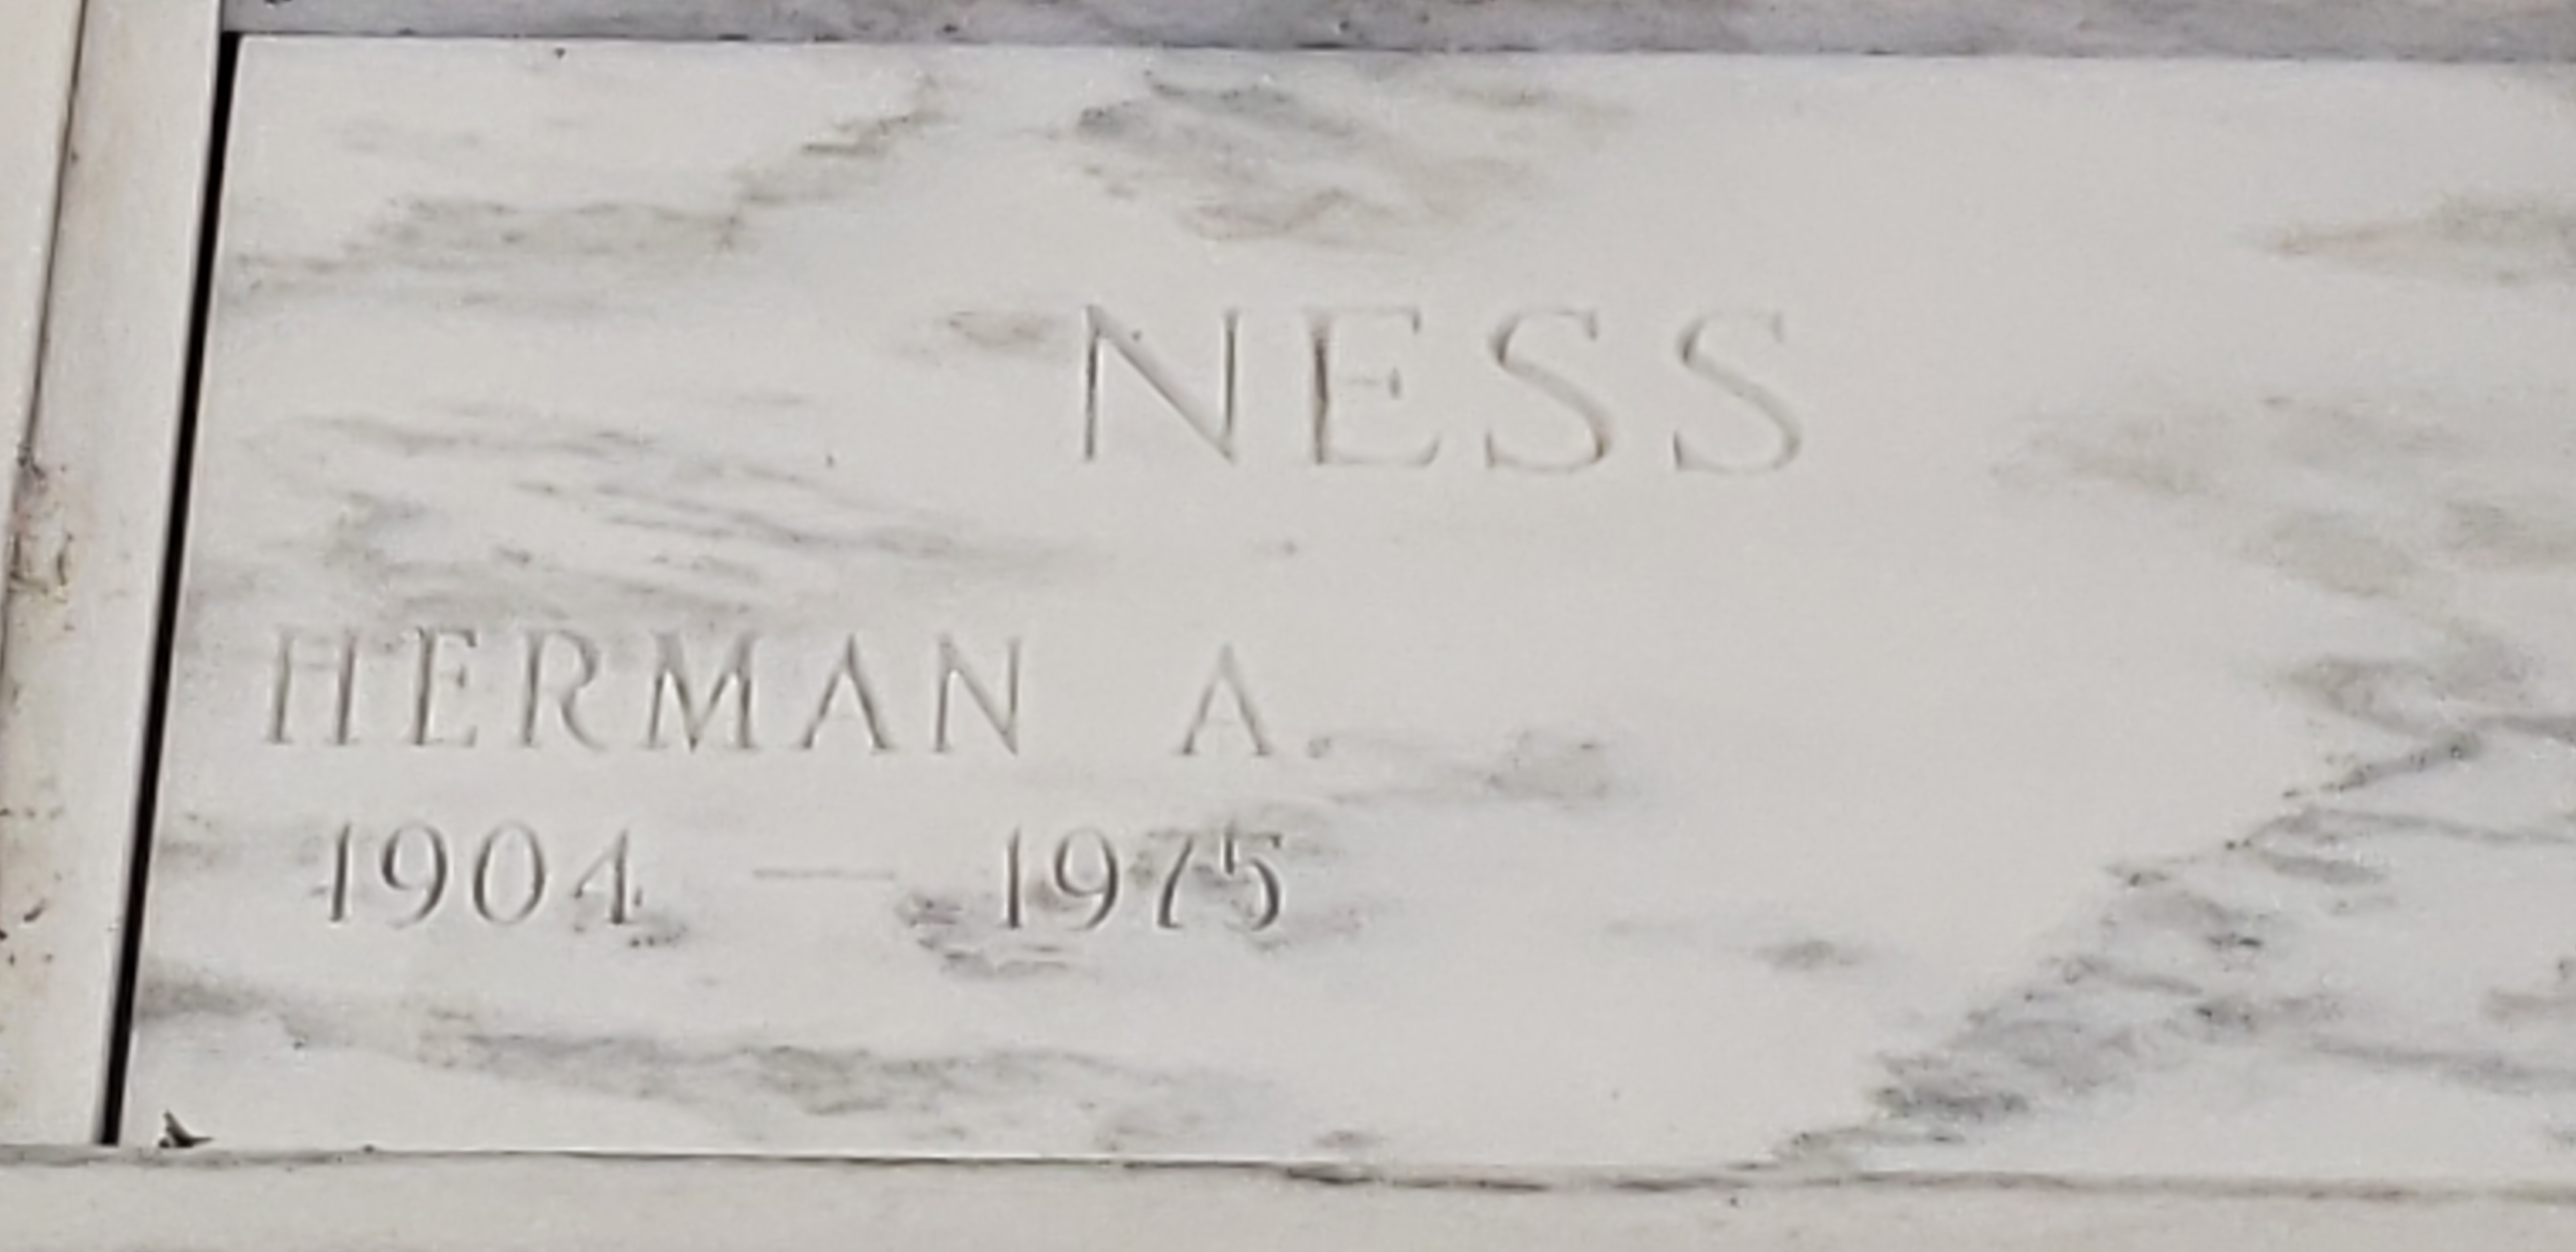 NESS
HERMAN A.
1904 — 1975